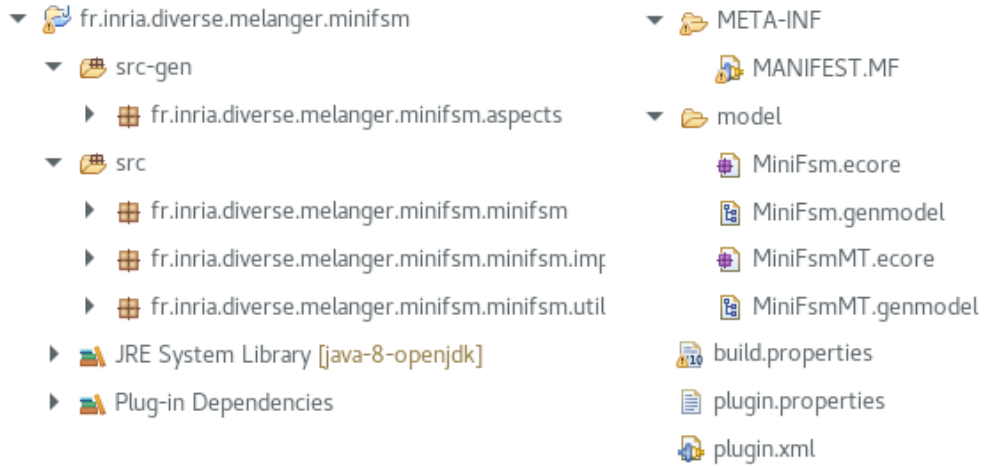 fr.inria.diverse.melanger.minifsm
src-gen
fr.inria.diverse.melanger.minifsm.aspects
src
fr.inria.diverse.melanger.minifsm.minifsm
fr.inria.diverse.melanger.minifsm.minifsm.imp
fr.inria.diverse.melanger.minifsm.minifsm.util
JRE System Library [java-8-openjdk]
Plug-in Dependencies
META-INF
MANIFEST.MF
model
MiniFsm.ecore
MiniFsm.genmodel
MiniFsmMT.ecore
MiniFsmMT.genmodel
build.properties
plugin.properties
plugin.xml